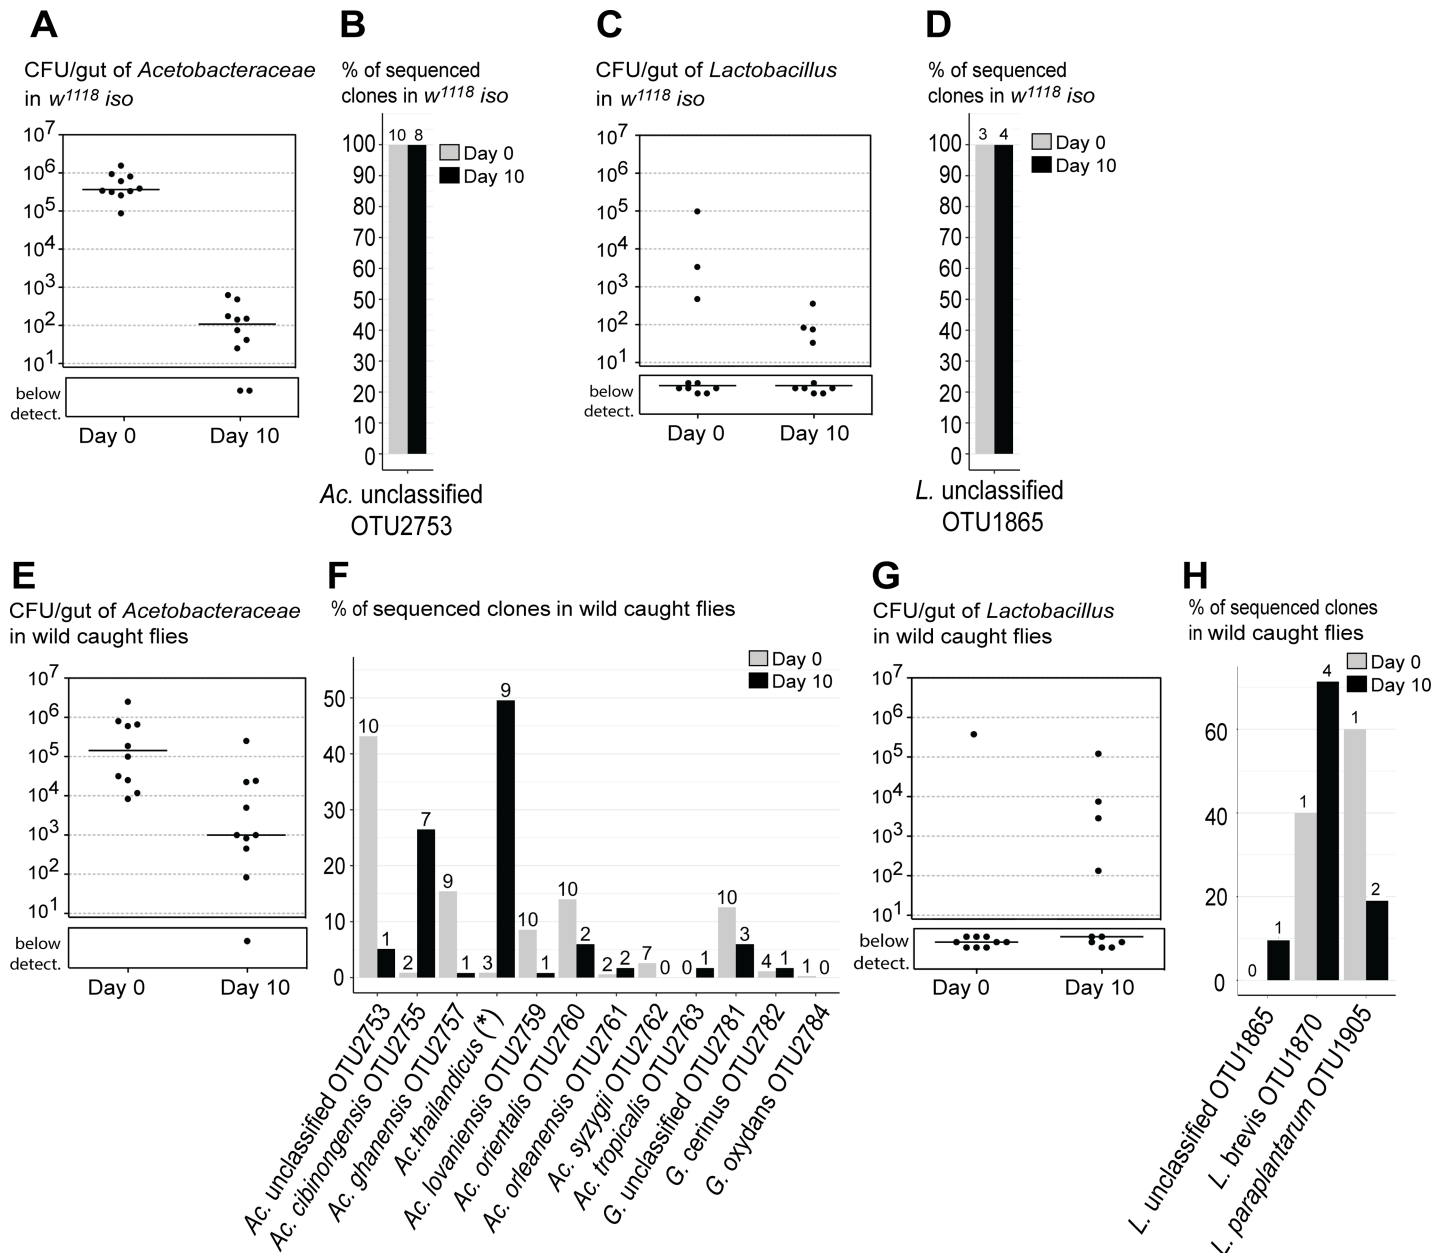 A
CFU/gut of Acetobacteraceae
in w1118 iso
10^7
10^6
10^5
10^4
10^3
10^2
10^1
below
detect.
Day 0 Day 10
B
% of sequenced
clones in w1118 iso
100
90
80
70
60
50
40
30
20
10
0
10 8
Day 0
Day 10
Ac. unclassified
OTU2753
C
CFU/gut of Lactobacillus
in w1118 iso
10^7
10^6
10^5
10^4
10^3
10^2
10^1
below
detect.
Day 0 Day 10
D
% of sequenced
clones in w1118 iso
100
90
80
70
60
50
40
30
20
10
0
3 4
Day 0
Day 10
L. unclassified
OTU1865
E
CFU/gut of Acetobacteraceae
in wild caught flies
10^7
10^6
10^5
10^4
10^3
10^2
10^1
below
detect.
Day 0 Day 10
F
% of sequenced clones in wild caught flies
Day 0
Day 10
50
40
30
20
10
0
10 1 2 7 9 1 3 9 10 1 10 2 2 2 7 0 0 1 10 3 4 1 1 0
Ac. unclassified OTU2753
Ac. cibinongensis OTU2755
Ac. ghanensis OTU2757
Ac.thailandicus (*)
Ac. lovaniensis OTU2759
Ac. orientalis OTU2760
Ac. orleanensis OTU2761
Ac. syzygii OTU2762
Ac. tropicalis OTU2763
G. unclassified OTU2781
G. cerinus OTU2782
G. oxydans OTU2784
G
CFU/gut of Lactobacillus
in wild caught flies
10^7
10^6
10^5
10^4
10^3
10^2
10^1
below
detect.
Day 0 Day 10
H
% of sequenced clones
in wild caught flies
Day 0
Day 10
60
40
20
0
0 1 1 4 1 2
L. unclassified OTU1865
L. brevis OTU1870
L. paraplantarum OTU1905